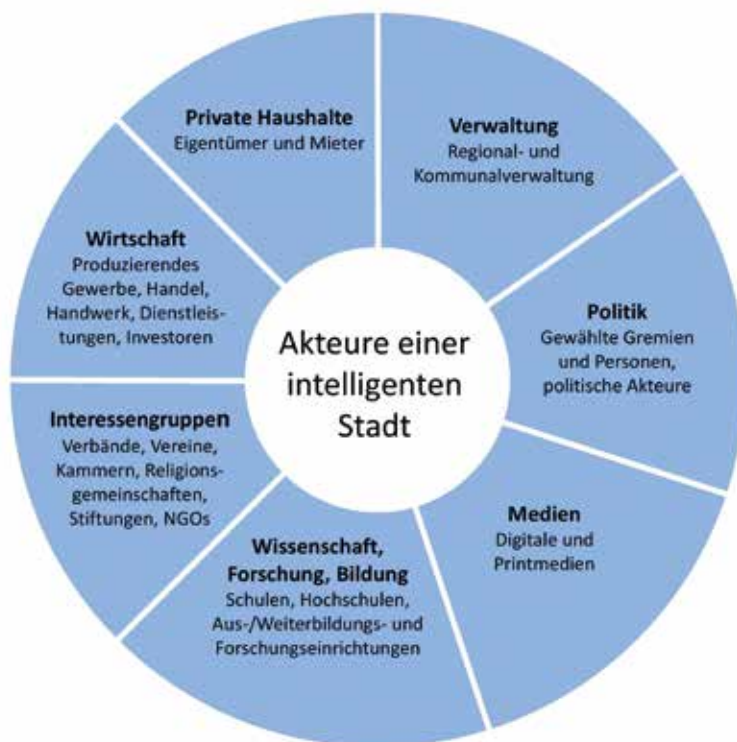 Akteure einer
intelligenten
Stadt
Verwaltung
Regional- und
Kommunalverwaltung
Politik
Gewählte Gremien
und Personen,
politische Akteure
Medien
Digitale und
Printmedien
Wissenschaft,
Forschung, Bildung
Schulen, Hochschulen,
Aus-/Weiterbildungs- und
Forschungseinrichtungen
Interessengruppen
Verbände, Vereine,
Kammern, Religions-
gemeinschaften,
Stiftungen, NGOs
Wirtschaft
Produzierendes
Gewerbe, Handel,
Handwerk, Dienstleis-
tungen, Investoren
Private Haushalte
Eigentümer und Mieter